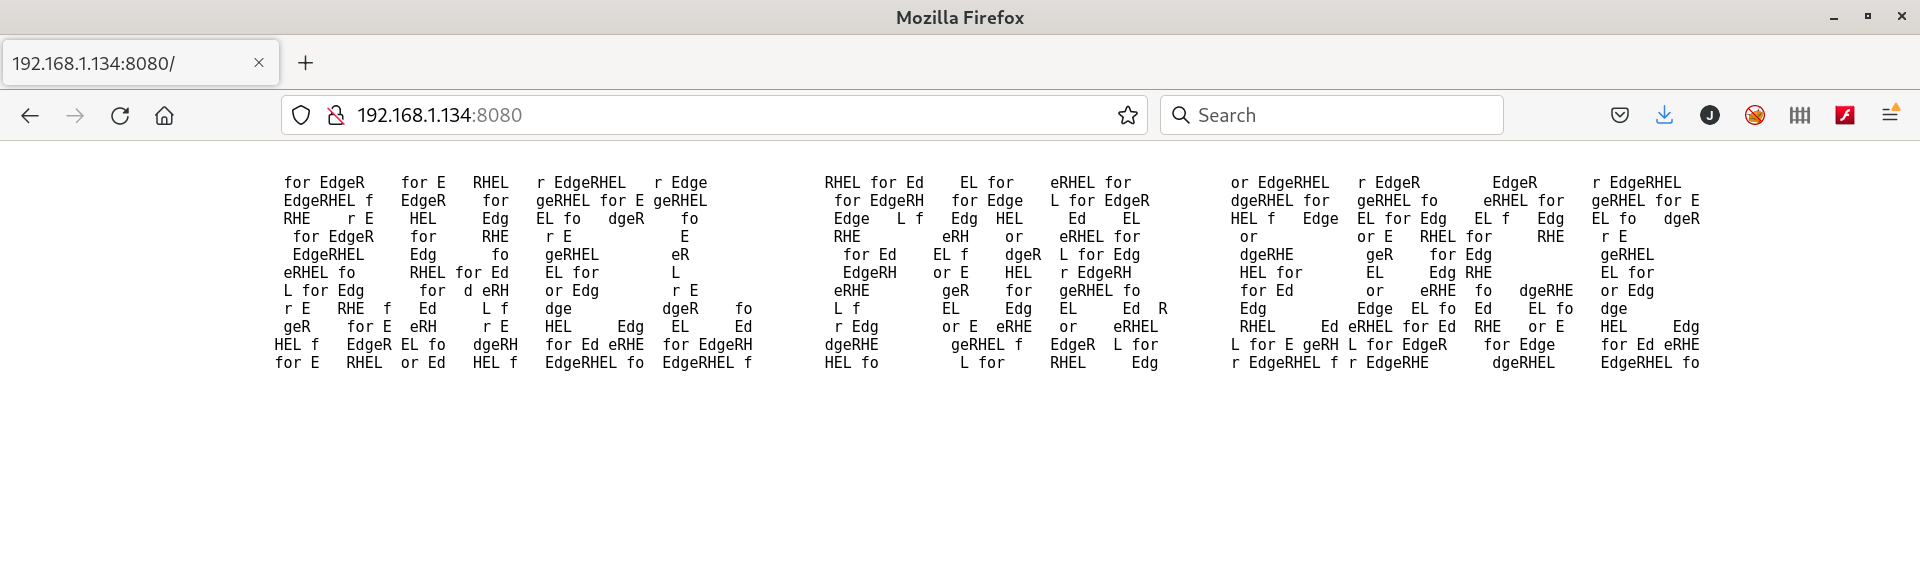 Mozilla Firefox
192.168.1.134:8080/
192.168.1.134:8080
Search
for EdgeR    for E   RHEL   r EdgeRHEL   r Edge             RHEL for Ed    EL for    eRHEL for           or EdgeRHEL   r EdgeR        EdgeR      r EdgeRHEL
EdgeRHEL f   EdgeR    for   geRHEL for E geRHEL              for EdgeRH   for Edge   L for EdgeR         dgeRHEL for   geRHEL fo     eRHEL for   geRHEL for E
RHE    r E    HEL     Edg   EL fo   dgeR    fo               Edge   L f   Edg  HEL     Ed    EL          HEL f   Edge  EL for Edg   EL f   Edg   EL fo   dgeR
for EdgeR    for     RHE    r E            E                RHE         eRH    or    eRHEL for           or           or E   RHEL for     RHE    r E
EdgeRHEL     Edg      fo    geRHEL        eR                 for Ed    EL f    dgeR  L for Edg           dgeRHE        geR    for Edg            geRHEL
eRHEL fo      RHEL for Ed    EL for        L                  EdgeRH    or E    HEL   r EdgeRH            HEL for       EL     Edg RHE            EL for
L for Edg      for  d eRH    or Edg        r E               eRHE        geR    for   geRHEL fo           for Ed        or    eRHE  fo   dgeRHE   or Edg
r E   RHE  f   Ed     L f    dge          dgeR    fo         L f         EL     Edg   EL     Ed  R        Edg          Edge  EL fo  Ed    EL fo   dge
geR    for E  eRH     r E    HEL     Edg   EL     Ed         r Edg       or E  eRHE   or    eRHEL         RHEL     Ed eRHEL for Ed  RHE   or E    HEL     Edg
HEL f   EdgeR EL fo   dgeRH   for Ed eRHE  for EdgeRH        dgeRHE        geRHEL f   EdgeR  L for        L for E geRH L for EdgeR    for Edge     for Ed eRHE
for E   RHEL  or Ed   HEL f   EdgeRHEL fo  EdgeRHEL f        HEL fo         L for     RHEL     Edg        r EdgeRHEL f r EdgeRHE       dgeRHEL     EdgeRHEL fo